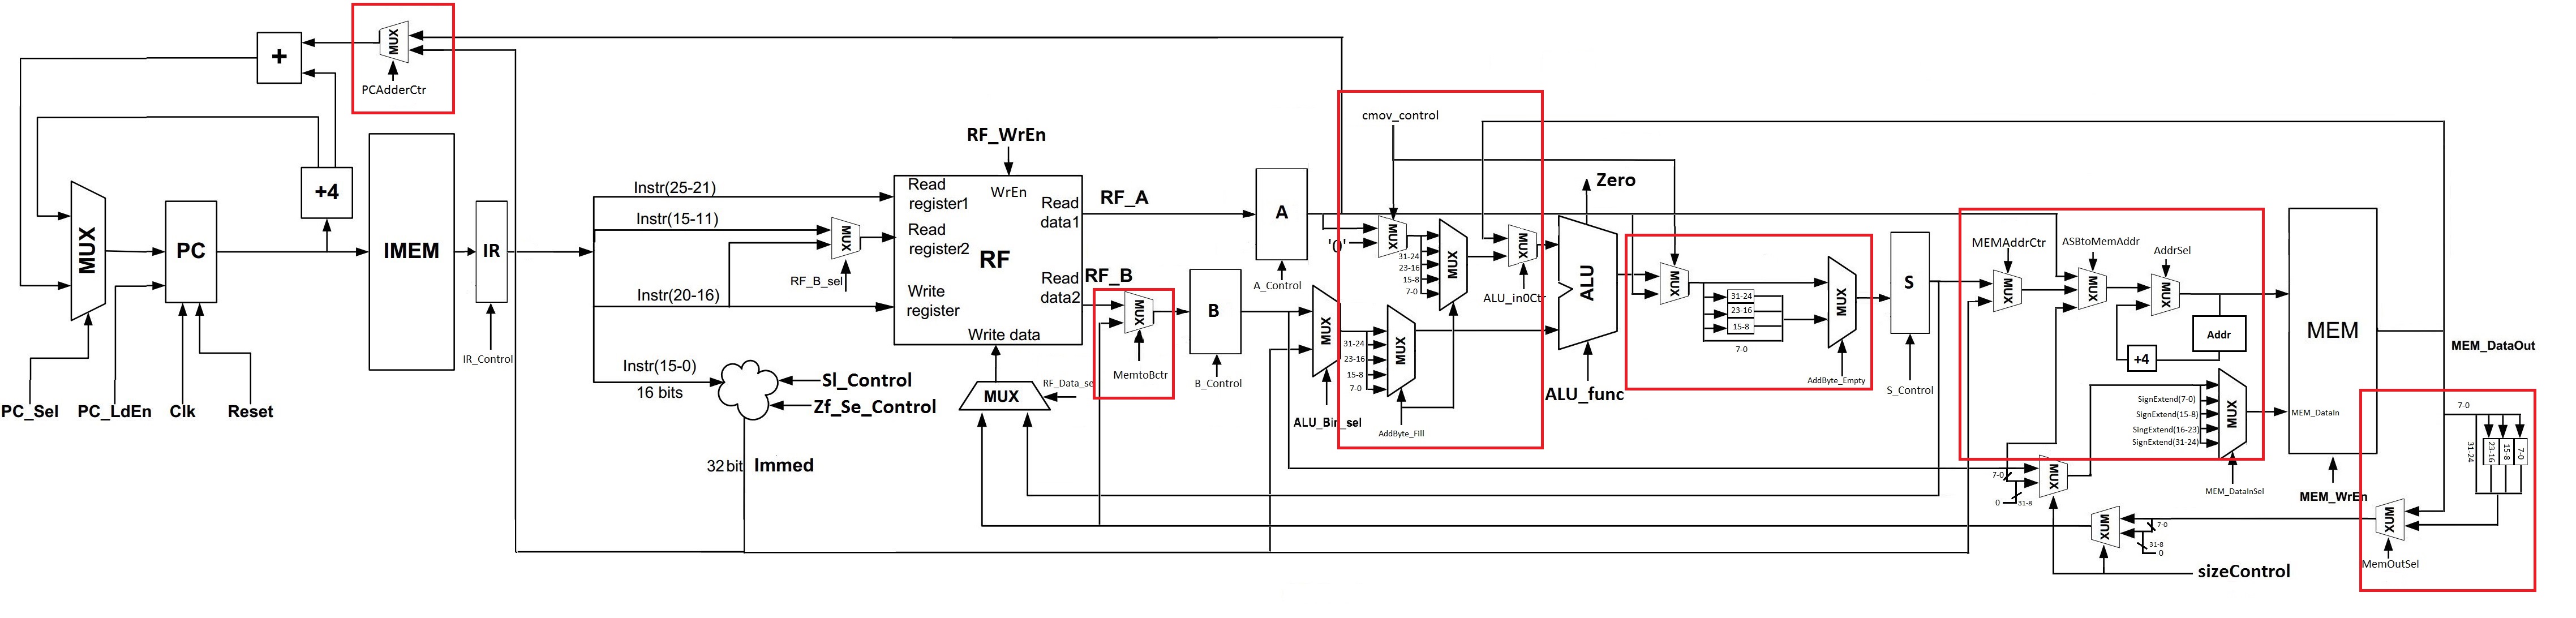 MUX
PCAdderCtr
+
+4
MUX
PC
IMEM
IR
IR_Control
PC_Sel
PC_LdEn
Clk
Reset
Instr(25-21)
Instr(15-11)
Instr(20-16)
Instr(15-0)
16 bits
MUX
RF_B_sel
RF_WrEn
Read
register1
WrEn
Read
data1
Read
register2
RF
Read
data2
Write
register
Write data
RF_A
RF_B
Sl_Control
Zf_Se_Control
32 bit Immed
MUX
RF_Data_se
MUX
MemtoBctr
A
A_Control
B
B_Control
MUX
ALU_Bin_sel
cmov_control
'0'
MUX
31-24
23-16
15-8
7-0
MUX
MUX
ALU_in0Ctr
31-24
23-16
15-8
7-0
MUX
AddByte_Fill
Zero
ALU
ALU_func
MUX
31-24
23-16
15-8
7-0
MUX
AddByte_Empty
S
S_Control
MEMAddrCtr
MUX
ASBtoMemAddr
MUX
AddrSel
MUX
Addr
+4
SignExtend(7-0)
SignExtend(15-8)
SingExtend(16-23)
SignExtend(31-24)
MUX
MEM_DataInSel
MEM
MEM_DataIn
MEM_WrEn
MEM_DataOut
7-0
0
31-8
MUX
MUX
7-0
31-8
0
sizeControl
7-0
31-24
23-16
15-8
7-0
MUX
MemOutSel